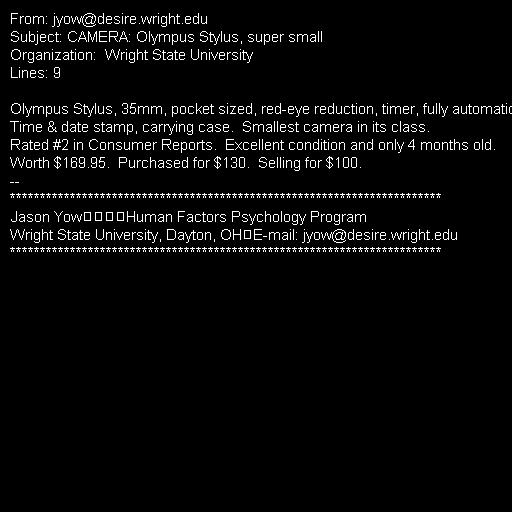 From: jyow@desire.wright.edu
Subject: CAMERA: Olympus Stylus, super small
Organization:  Wright State University
Lines: 9

Olympus Stylus, 35mm, pocket sized, red-eye reduction, timer, fully automatic
Time & date stamp, carrying case.  Smallest camera in its class.
Rated #2 in Consumer Reports.  Excellent condition and only 4 months old.
Worth $169.95.  Purchased for $130.  Selling for $100.
--
************************************************************************
Jason Yow▯▯▯▯Human Factors Psychology Program
Wright State University, Dayton, OH▯E-mail: jyow@desire.wright.edu
************************************************************************